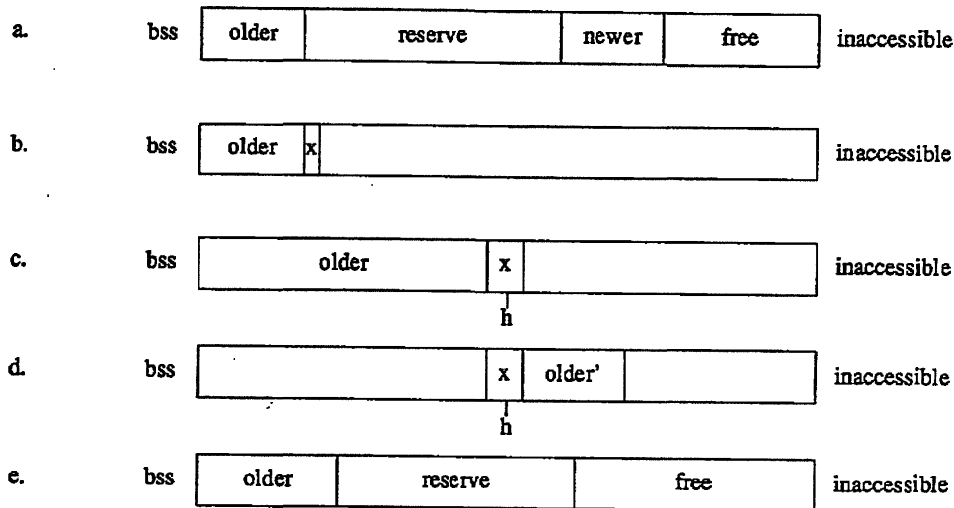 a. bss older reserve newer free inaccessible
b. bss older x inaccessible
c. bss older x inaccessible
h
d. bss x older' inaccessible
h
e. bss older reserve free inaccessible